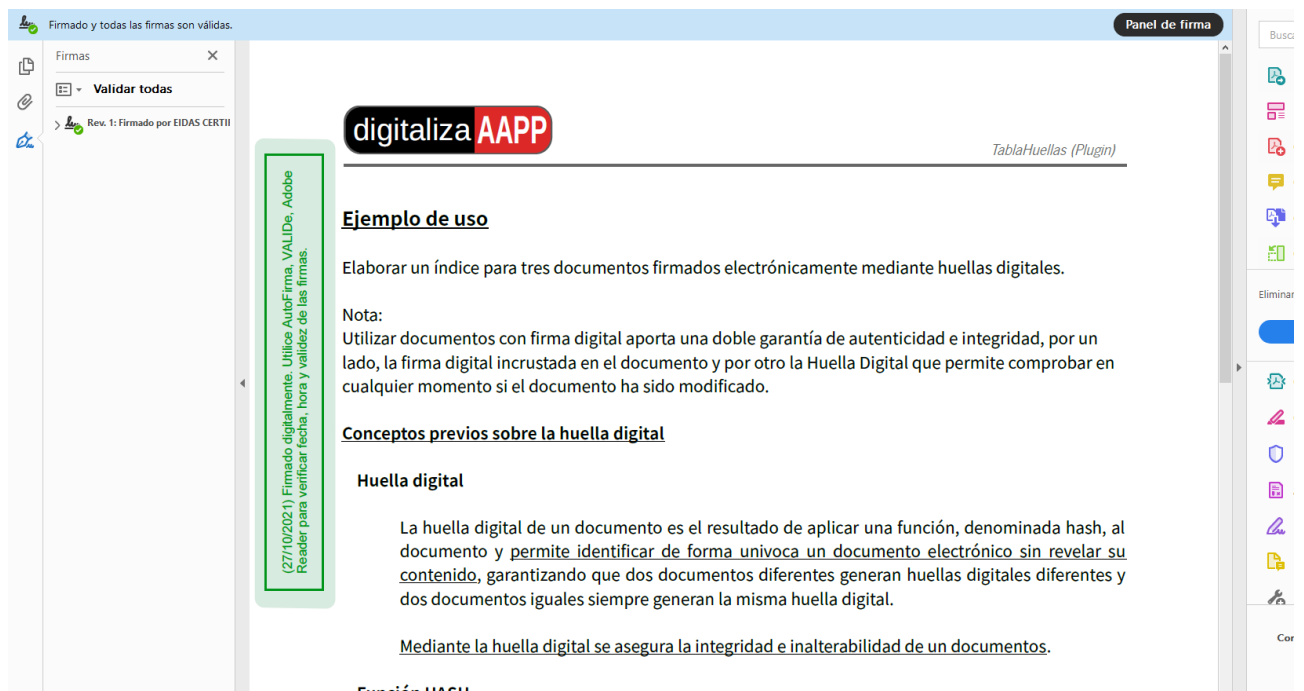 Firmado y todas las firmas son válidas.
Panel de firma
Firmas
Validar todas
Rev. 1: Firmado por EIDAS CERTI
digitaliza AAPP
TablaHuellas (Plugin)
(27/10/2021) Firmado digitalmente. Utilice AutoFirma, VALIDe, Adobe
Reader para verificar fecha, hora y validez de las firmas.
Ejemplo de uso
Elaborar un índice para tres documentos firmados electrónicamente mediante huellas digitales.
Nota:
Utilizar documentos con firma digital aporta una doble garantía de autenticidad e integridad, por un
lado, la firma digital incrustada en el documento y por otro la Huella Digital que permite comprobar en
cualquier momento si el documento ha sido modificado.
Conceptos previos sobre la huella digital
Huella digital
La huella digital de un documento es el resultado de aplicar una función, denominada hash, al
documento y permite identificar de forma univoca un documento electrónico sin revelar su
contenido, garantizando que dos documentos diferentes generan huellas digitales diferentes y
dos documentos iguales siempre generan la misma huella digital.
Mediante la huella digital se asegura la integridad e inalterabilidad de un documentos.
Función HASH
Busca
Eliminar